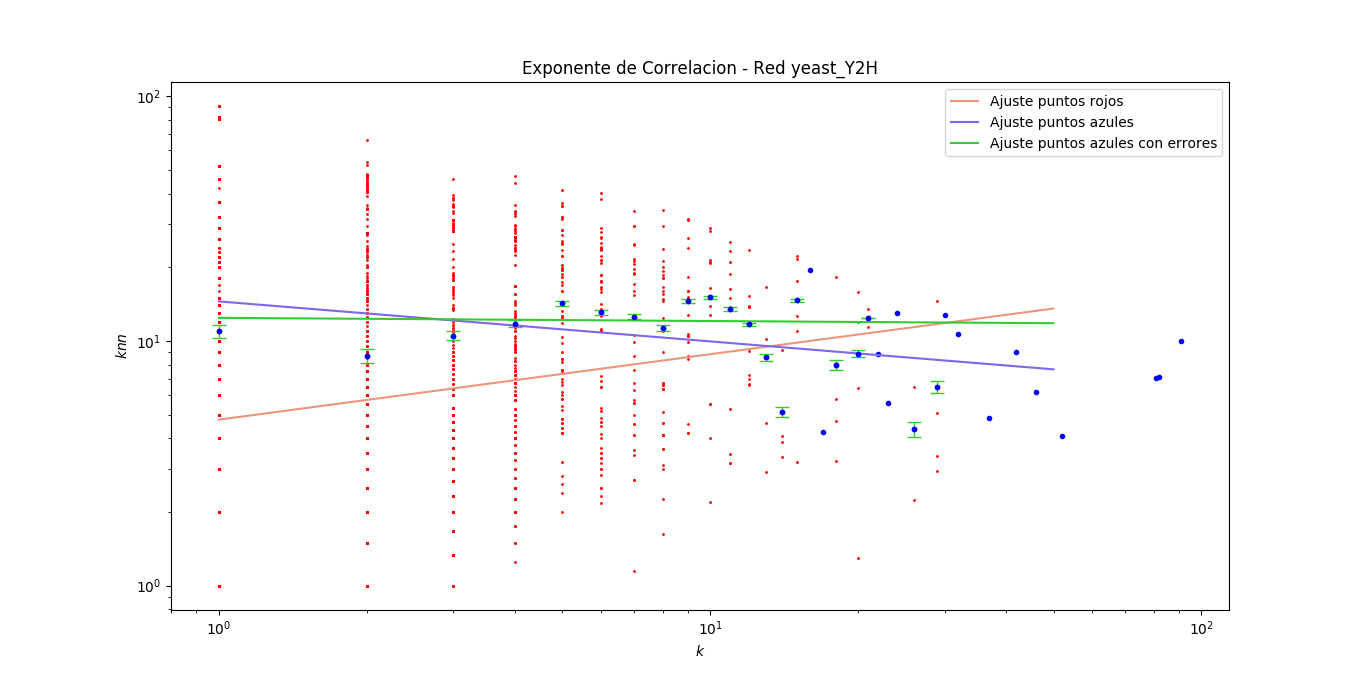 Exponente de Correlacion - Red yeast_Y2H
Ajuste puntos rojos
Ajuste puntos azules
Ajuste puntos azules con errores
10²
10¹
10⁰
knn
10⁰
10¹
10²
k